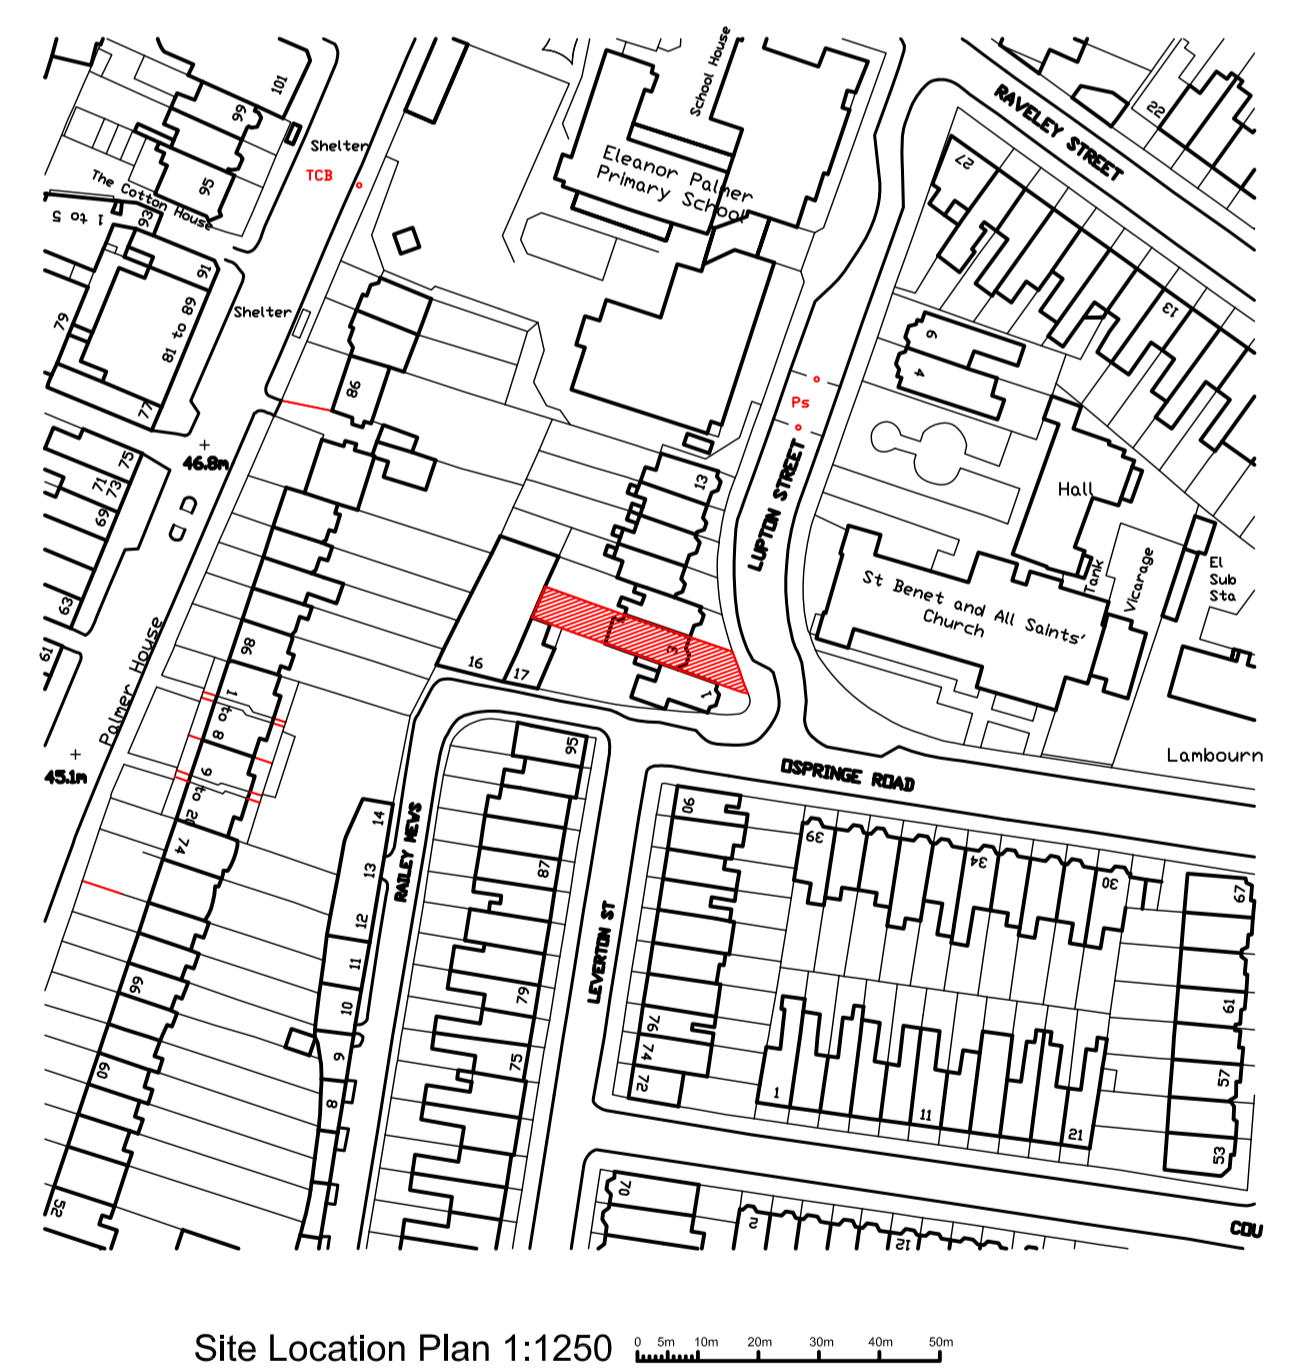 101
99
Shelter
TCB
School House
Eleanor Palmer
Primary School
RAVELEY STREET
22
27
The Cotton House
95
93
1 to 5
91
81 to 89
79
77
Shelter
98
6
4
13
Ps
46.8m
75
71
73
69
63
61
13
LUPTON STREET
Hall
Tank
Vicarage
El
Sub
Sta
St Benet and All Saints'
Church
3
1
16
17
86
Palmer House
1 to 8
9 to 20
45.1m
74
Lambourn
OSPRINGE ROAD
95
90
14
13
12
11
10
9
8
RAILEY MEWS
87
79
75
LEVERTON ST
39
34
30
67
61
57
53
76
74
72
1
11
21
66
60
52
70
2
12
COU
Site Location Plan 1:1250
0 5m 10m 20m 30m 40m 50m